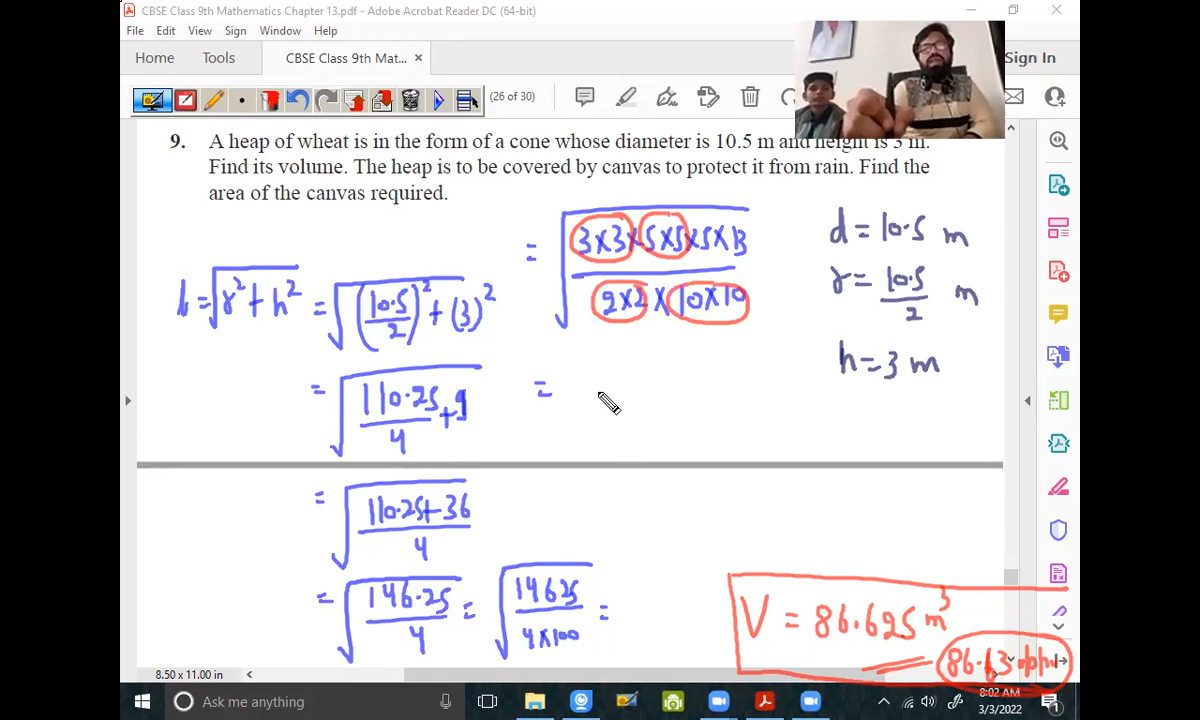 CBSE Class 9th Mathematics Chapter 13.pdf - Adobe Acrobat Reader DC (64-bit)
File Edit View Sign Window Help
Home Tools CBSE Class 9th Mat... × Sign In
(26 of 30)
9. A heap of wheat is in the form of a cone whose diameter is 10.5 m and height is 3 m.
Find its volume. The heap is to be covered by canvas to protect it from rain. Find the
area of the canvas required.
l = √(r² + h²) = √((10.5/2)² + (3)²)
= √(110.25/4 + 9)
= √((110.25+36)/4)
= √(146.25/4) = √(14625/(4×100)) =
= √((3×3×5×5×5×13)/(2×2×10×10))
=
d = 10.5 m
r = 10.5/2 m
h = 3 m
V = 86.625 m³
86.63 appr
8.50 x 11.00 in
Ask me anything
8:02 AM
3/3/2022
1